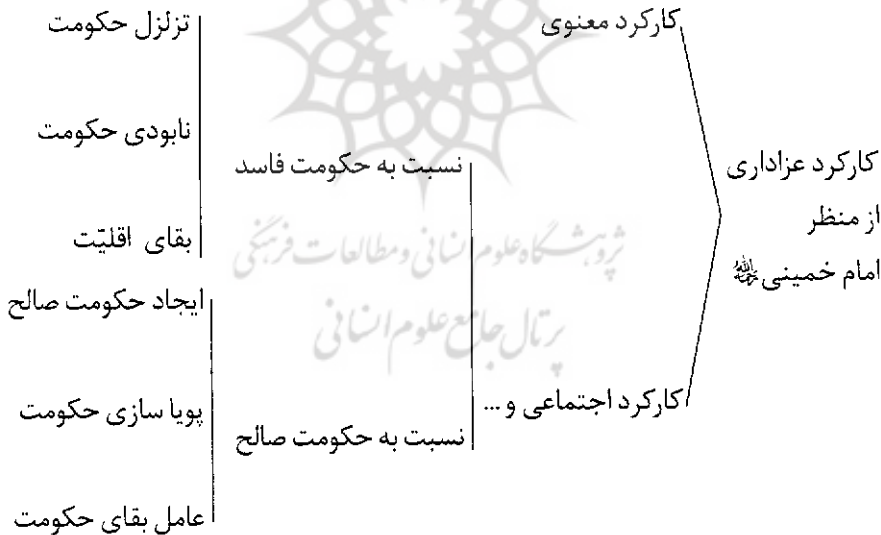 کارکرد عزاداری
از منظر
امام خمینی؃
کارکرد معنوی
کارکرد اجتماعی و ...
نسبت به حکومت فاسد
نسبت به حکومت صالح
تزلزل حکومت
نابودی حکومت
بقای اقلیّت
ایجاد حکومت صالح
پویا سازی حکومت
عامل بقای حکومت
پژوهشگاه علوم انسانی و مطالعات فرهنگی
پرتال جامع علوم انسانی